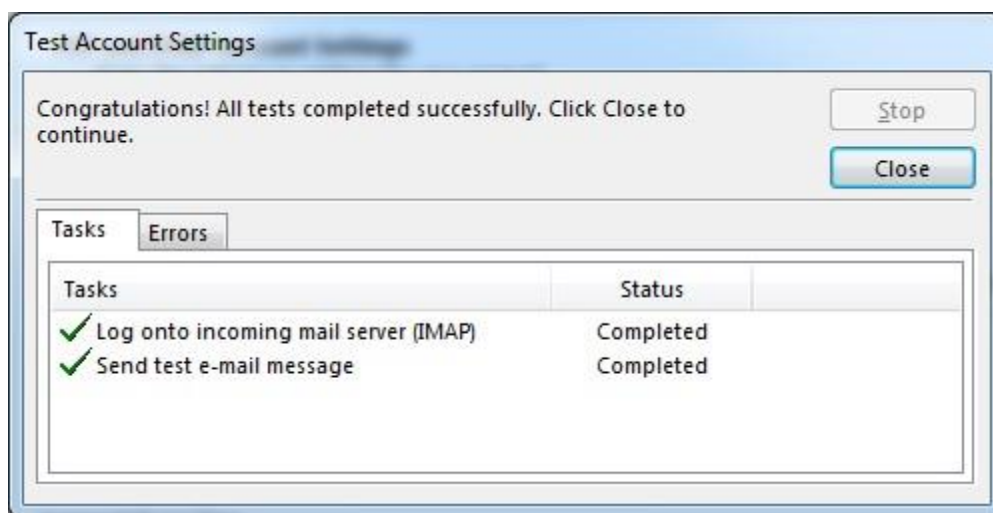 Test Account Settings
Congratulations! All tests completed successfully. Click Close to
continue.
Stop
Close
Tasks
Errors
Tasks Status
Log onto incoming mail server (IMAP) Completed
Send test e-mail message Completed